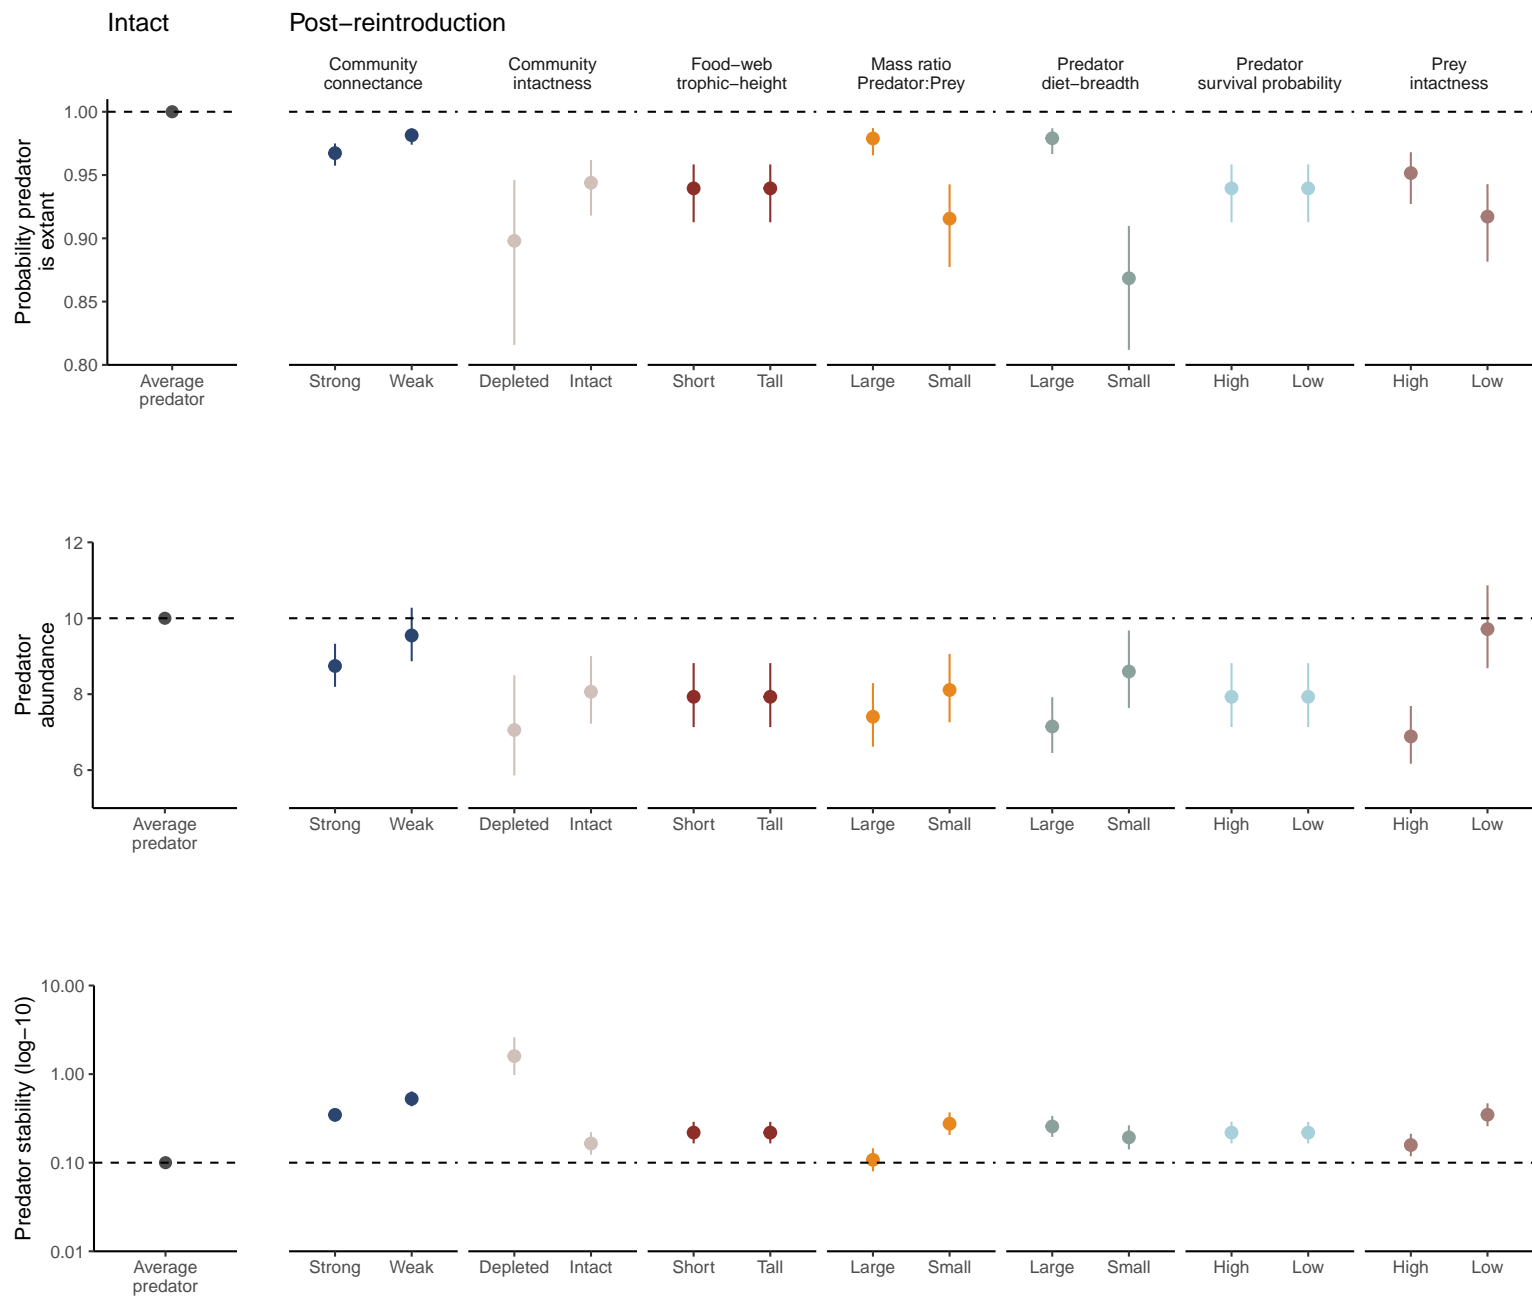 Intact
Post−reintroduction
Community
connectance
Community
intactness
Food−web
trophic−height
Mass ratio
Predator:Prey
Predator
diet−breadth
Predator
survival probability
Prey
intactness
Probability predator
is extant
1.00
0.95
0.90
0.85
0.80
Average
predator
Strong Weak Depleted Intact Short Tall Large Small Large Small High Low High Low
Predator
abundance
12
10
8
6
Average
predator
Strong Weak Depleted Intact Short Tall Large Small Large Small High Low High Low
Predator stability (log−10)
10.00
1.00
0.10
0.01
Average
predator
Strong Weak Depleted Intact Short Tall Large Small Large Small High Low High Low